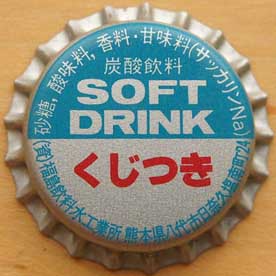 砂糖,酸味料,香料・甘味料(サッカリンNa)
炭酸飲料
SOFT
DRINK
くじつき
(資)福島飲料水工業所 熊本県八代市日奈久塩南町24